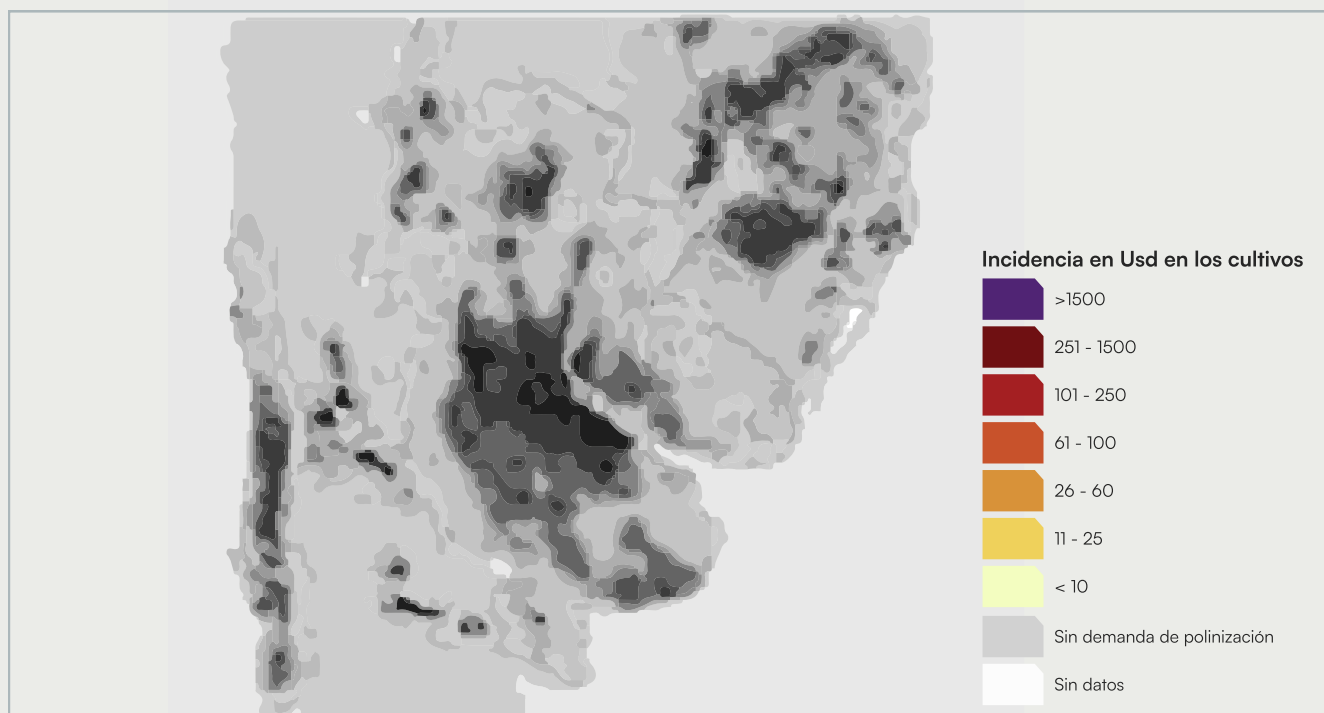 Incidencia en Usd en los cultivos
>1500
251 - 1500
101 - 250
61 - 100
26 - 60
11 - 25
< 10
Sin demanda de polinización
Sin datos